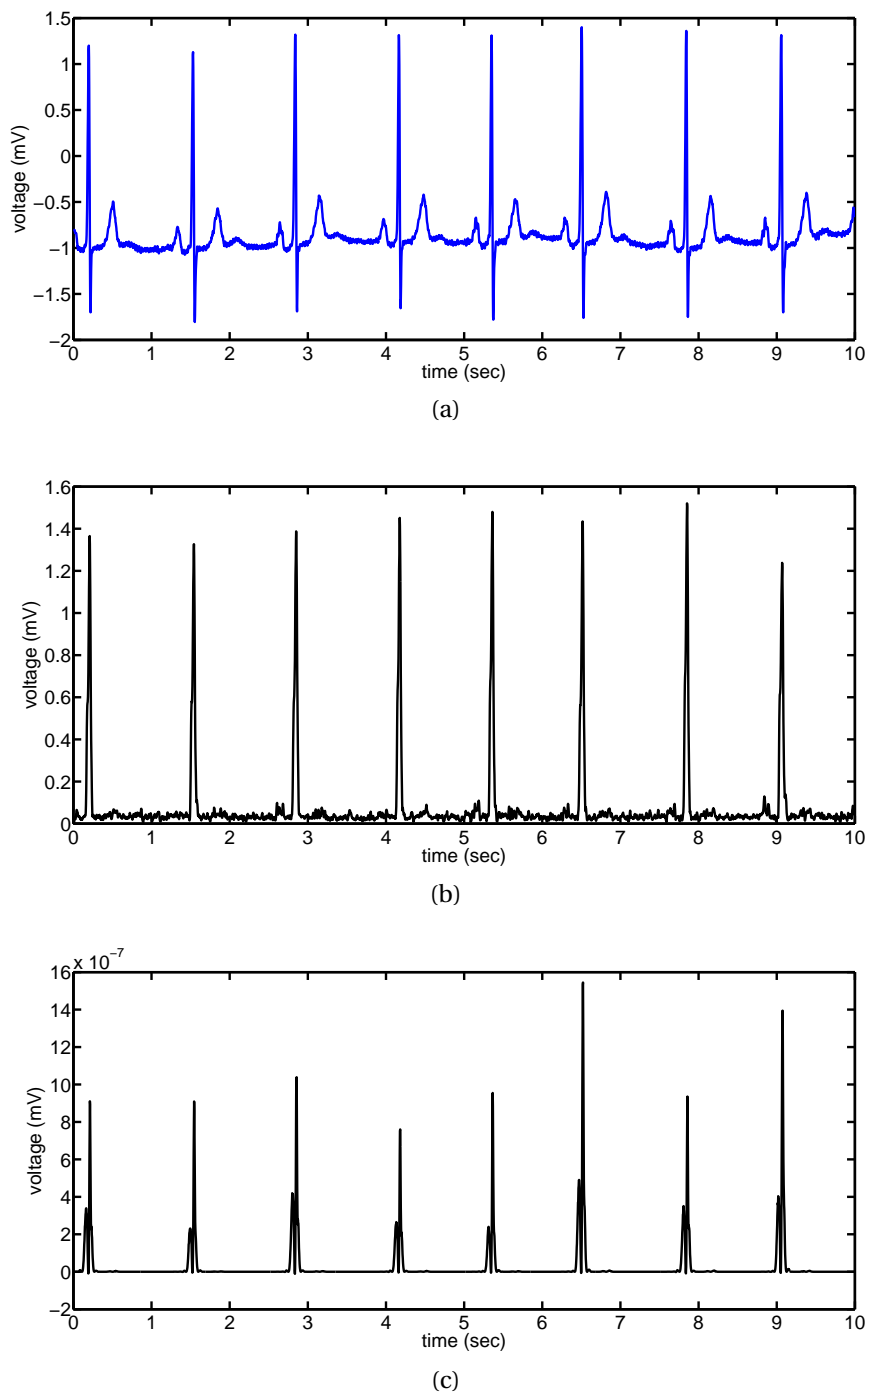 1.5
1
0.5
0
−0.5
−1
−1.5
−2
voltage (mV)
0 1 2 3 4 5 6 7 8 9 10
time (sec)
(a)
1.6
1.4
1.2
1
0.8
0.6
0.4
0.2
0
voltage (mV)
0 1 2 3 4 5 6 7 8 9 10
time (sec)
(b)
x 10⁻⁷
16
14
12
10
8
6
4
2
0
−2
voltage (mV)
0 1 2 3 4 5 6 7 8 9 10
time (sec)
(c)